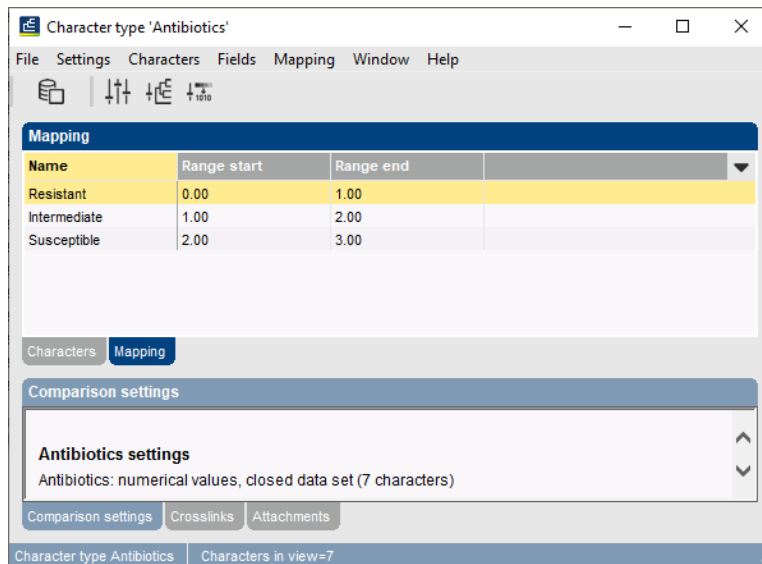 Character type 'Antibiotics'
File Settings Characters Fields Mapping Window Help
1010
Mapping
Name Range start Range end
Resistant 0.00 1.00
Intermediate 1.00 2.00
Susceptible 2.00 3.00
Characters Mapping
Comparison settings
Antibiotics settings
Antibiotics: numerical values, closed data set (7 characters)
Comparison settings Crosslinks Attachments
Character type Antibiotics Characters in view=7